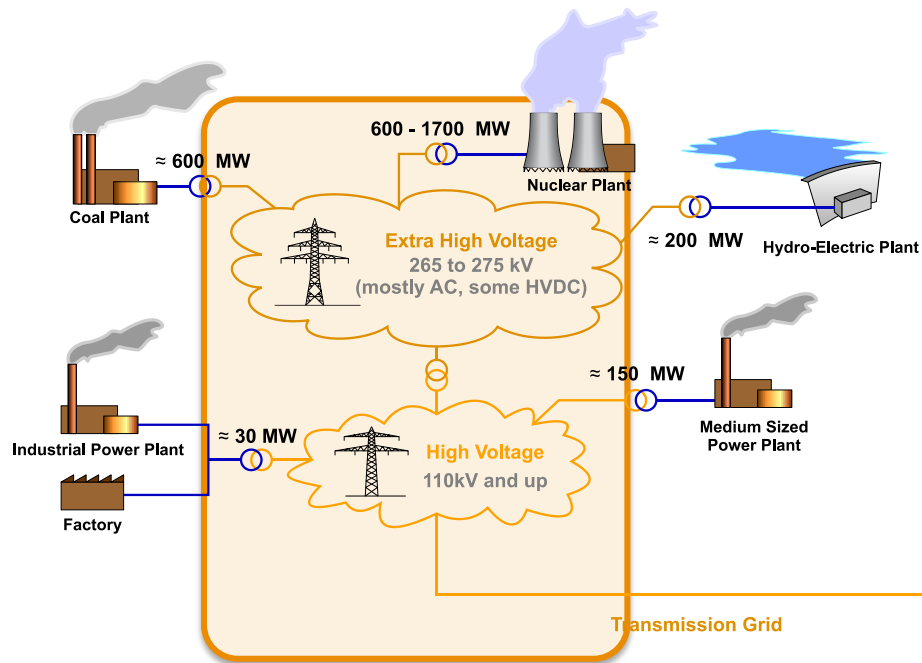 600 - 1700  MW
≈ 600  MW
Nuclear Plant
Coal Plant
≈ 200  MW
Hydro-Electric Plant
Extra High Voltage
265 to 275 kV
(mostly AC, some HVDC)
≈ 150  MW
Medium Sized
Power Plant
≈ 30 MW
Industrial Power Plant
High Voltage
110kV and up
Factory
Transmission Grid